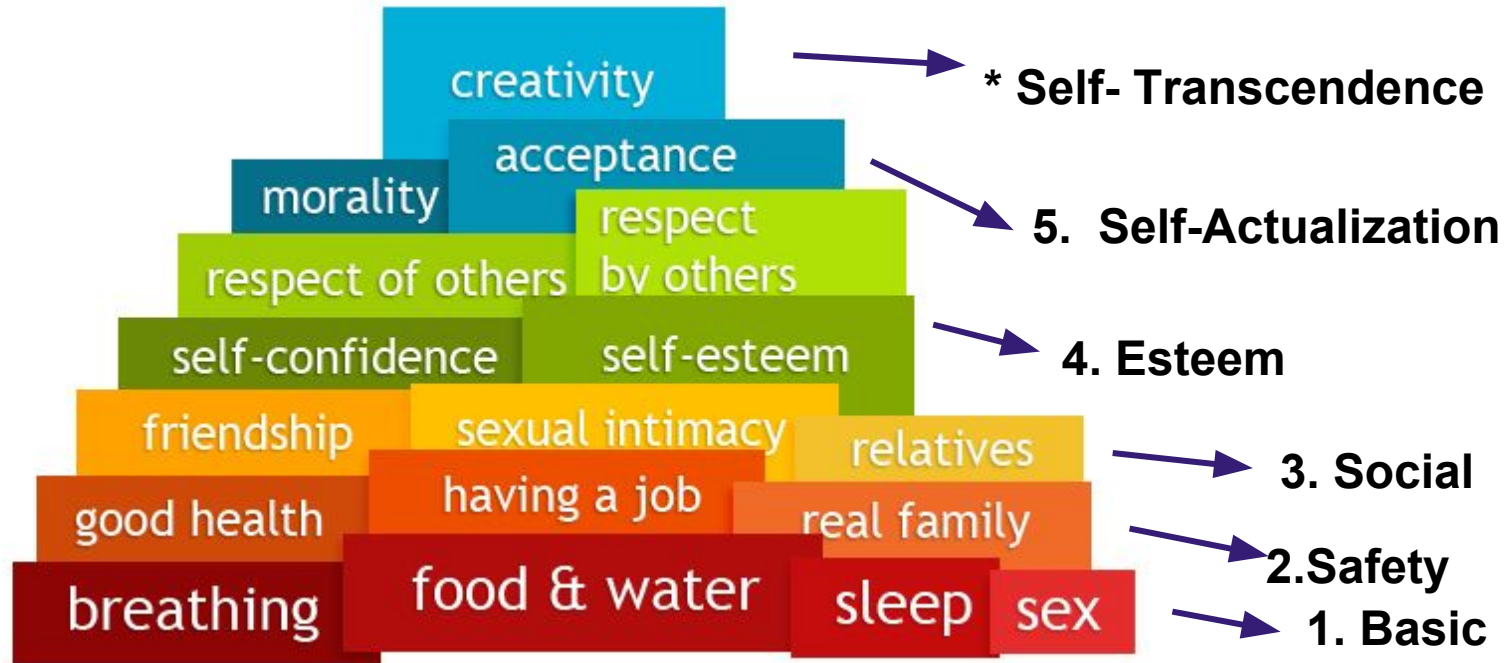 creativity
* Self- Transcendence
acceptance
morality
5. Self-Actualization
respect
by others
respect of others
self-confidence
self-esteem
4. Esteem
friendship
sexual intimacy
relatives
3. Social
good health
having a job
real family
2.Safety
breathing
food & water
sleep
sex
1. Basic